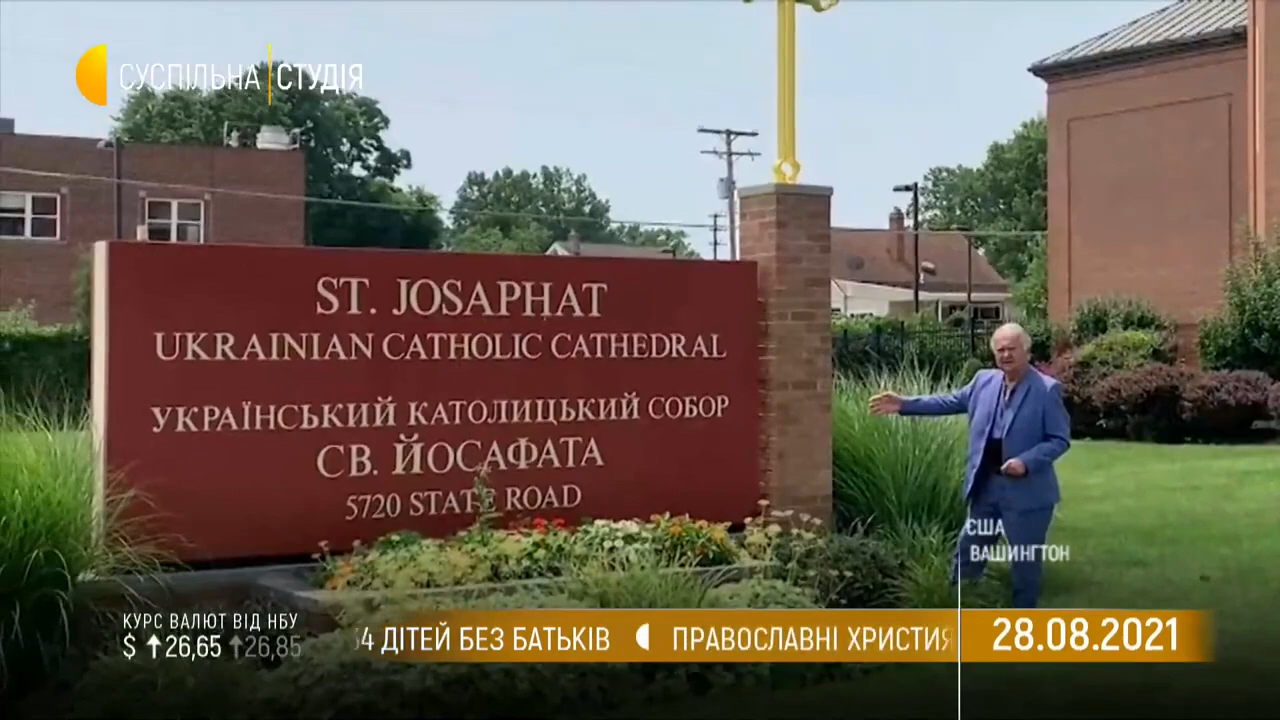 СУСПІЛЬНА СТУДІЯ
ST. JOSAPHAT
UKRAINIAN CATHOLIC CATHEDRAL
УКРАЇНСЬКИЙ КАТОЛИЦЬКИЙ СОБОР
СВ. ЙОСАФАТА
5720 STATE ROAD
США
ВАШИНГТОН
КУРС ВАЛЮТ ВІД НБУ
$ 26,65 26,85
54 ДІТЕЙ БЕЗ БАТЬКІВ ПРАВОСЛАВНІ ХРИСТИЯ
28.08.2021